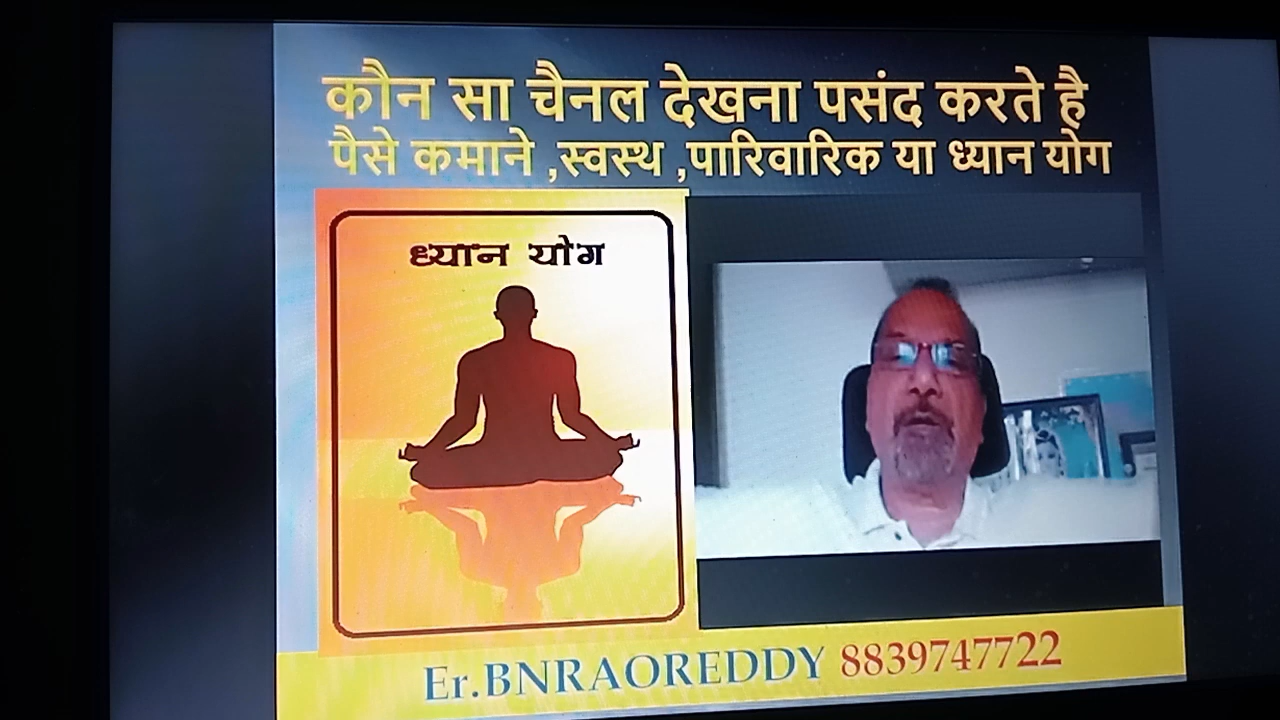 कौन सा चैनल देखना पसंद करते है
पैसे कमाने ,स्वस्थ ,पारिवारिक या ध्यान योग
ध्यान योग
Er.BNRAOREDDY 8839747722